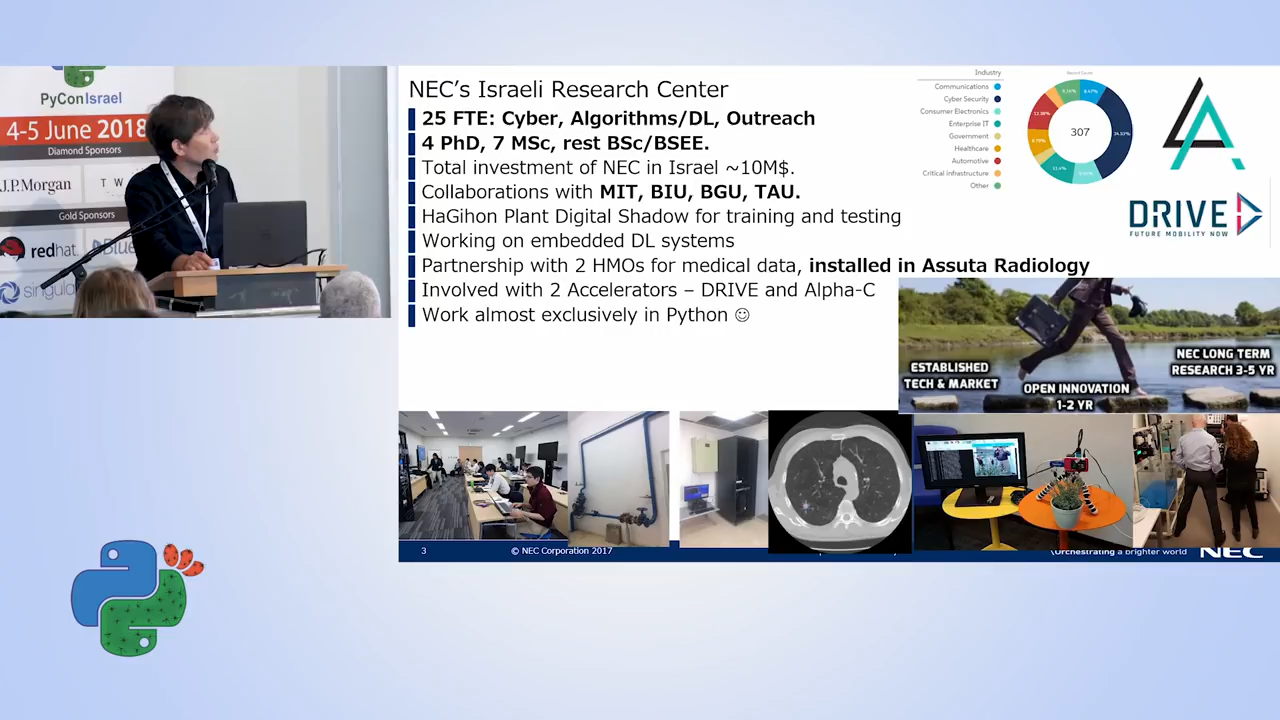 PyConIsrael
4-5 June 2018
Diamond Sponsors
J.P.Morgan
T W
Gold Sponsors
redhat.
Blue
singula
NEC's Israeli Research Center
25 FTE: Cyber, Algorithms/DL, Outreach
4 PhD, 7 MSc, rest BSc/BSEE.
Total investment of NEC in Israel ~10M$.
Collaborations with MIT, BIU, BGU, TAU.
HaGihon Plant Digital Shadow for training and testing
Working on embedded DL systems
Partnership with 2 HMOs for medical data, installed in Assuta Radiology
Involved with 2 Accelerators – DRIVE and Alpha-C
Work almost exclusively in Python ☺
Industry
Communications
Cyber Security
Consumer Electronics
Enterprise IT
Government
Healthcare
Automotive
Critical infrastructure
Other
Record Count
307
DRIVE
FUTURE MOBILITY NOW
ESTABLISHED
TECH & MARKET
OPEN INNOVATION
1-2 YR
NEC LONG TERM
RESEARCH 3-5 YR
3
© NEC Corporation 2017
\Orchestrating a brighter world
NEC